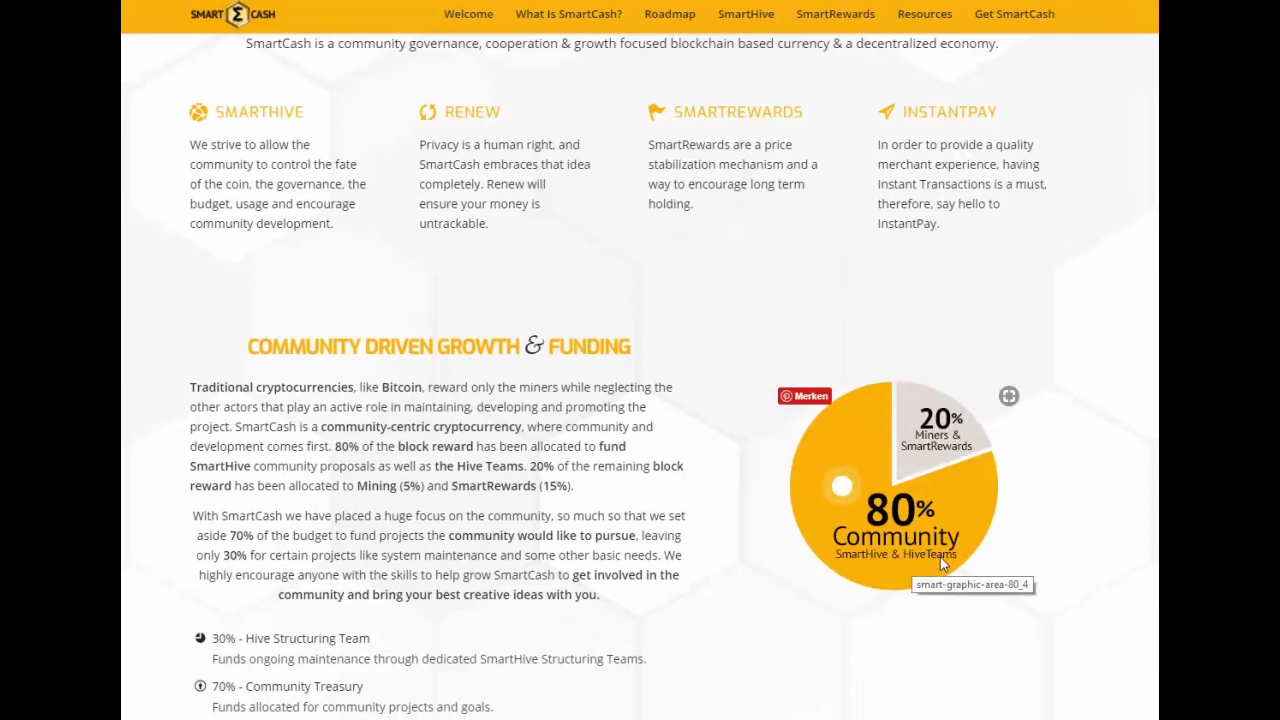 SMART CASH
Welcome What Is SmartCash? Roadmap SmartHive SmartRewards Resources Get SmartCash
SmartCash is a community governance, cooperation & growth focused blockchain based currency & a decentralized economy.
SMARTHIVE
We strive to allow the
community to control the fate
of the coin, the governance, the
budget, usage and encourage
community development.
RENEW
Privacy is a human right, and
SmartCash embraces that idea
completely. Renew will
ensure your money is
untrackable.
SMARTREWARDS
SmartRewards are a price
stabilization mechanism and a
way to encourage long term
holding.
INSTANTPAY
In order to provide a quality
merchant experience, having
Instant Transactions is a must,
therefore, say hello to
InstantPay.
COMMUNITY DRIVEN GROWTH & FUNDING
Traditional cryptocurrencies, like Bitcoin, reward only the miners while neglecting the
other actors that play an active role in maintaining, developing and promoting the
project. SmartCash is a community-centric cryptocurrency, where community and
development comes first. 80% of the block reward has been allocated to fund
SmartHive community proposals as well as the Hive Teams. 20% of the remaining block
reward has been allocated to Mining (5%) and SmartRewards (15%).
With SmartCash we have placed a huge focus on the community, so much so that we set
aside 70% of the budget to fund projects the community would like to pursue, leaving
only 30% for certain projects like system maintenance and some other basic needs. We
highly encourage anyone with the skills to help grow SmartCash to get involved in the
community and bring your best creative ideas with you.
30% - Hive Structuring Team
Funds ongoing maintenance through dedicated SmartHive Structuring Teams.
70% - Community Treasury
Funds allocated for community projects and goals.
Merken
20%
Miners &
SmartRewards
80%
Community
SmartHive & HiveTeams
smart-graphic-area-80_4